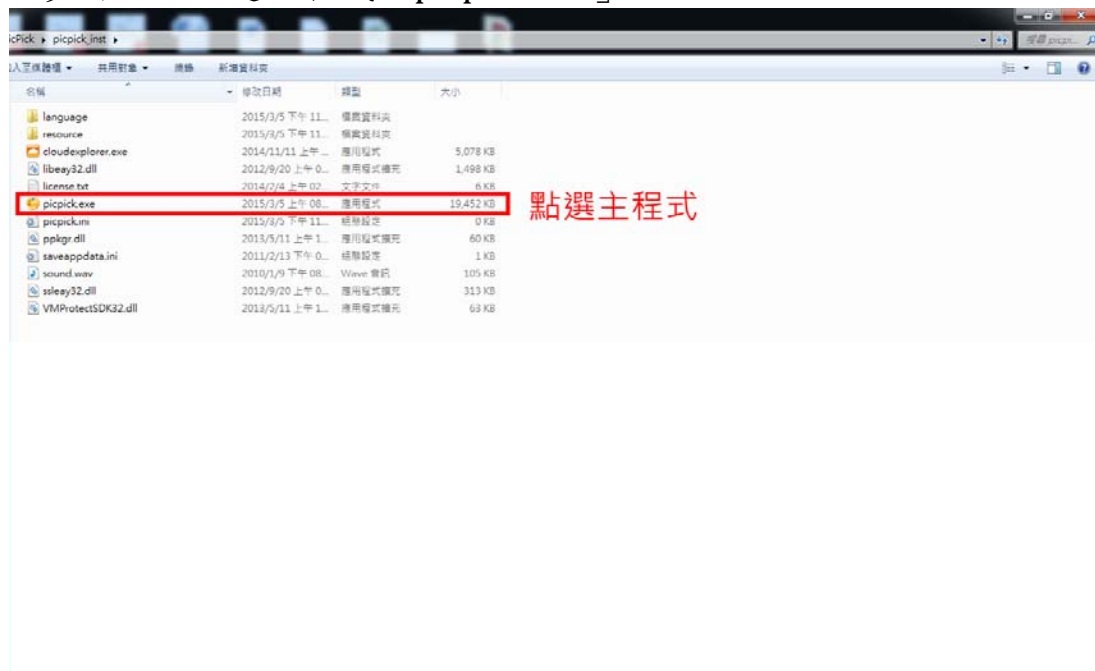 icPick ▸ picpick_inst ▸
入至媒體櫃 共用對象 燒錄 新增資料夾
名稱 修改日期 類型 大小
language 2015/3/5 下午 11... 檔案資料夾
resource 2015/3/5 下午 11... 檔案資料夾
cloudexplorer.exe 2014/11/11 上午 ... 應用程式 5,078 KB
libeay32.dll 2012/9/20 上午 0... 應用程式擴充 1,498 KB
license.txt 2014/2/4 上午 02... 文字文件 6 KB
picpick.exe 2015/3/5 上午 08... 應用程式 19,452 KB
點選主程式
picpick.ini 2015/3/5 下午 11... 組態設定 0 KB
ppkgr.dll 2013/5/11 上午 1... 應用程式擴充 60 KB
saveappdata.ini 2011/2/13 下午 0... 組態設定 1 KB
sound.wav 2010/1/9 下午 08... Wave 音訊 105 KB
ssleay32.dll 2012/9/20 上午 0... 應用程式擴充 313 KB
VMProtectSDK32.dll 2013/5/11 上午 1... 應用程式擴充 63 KB